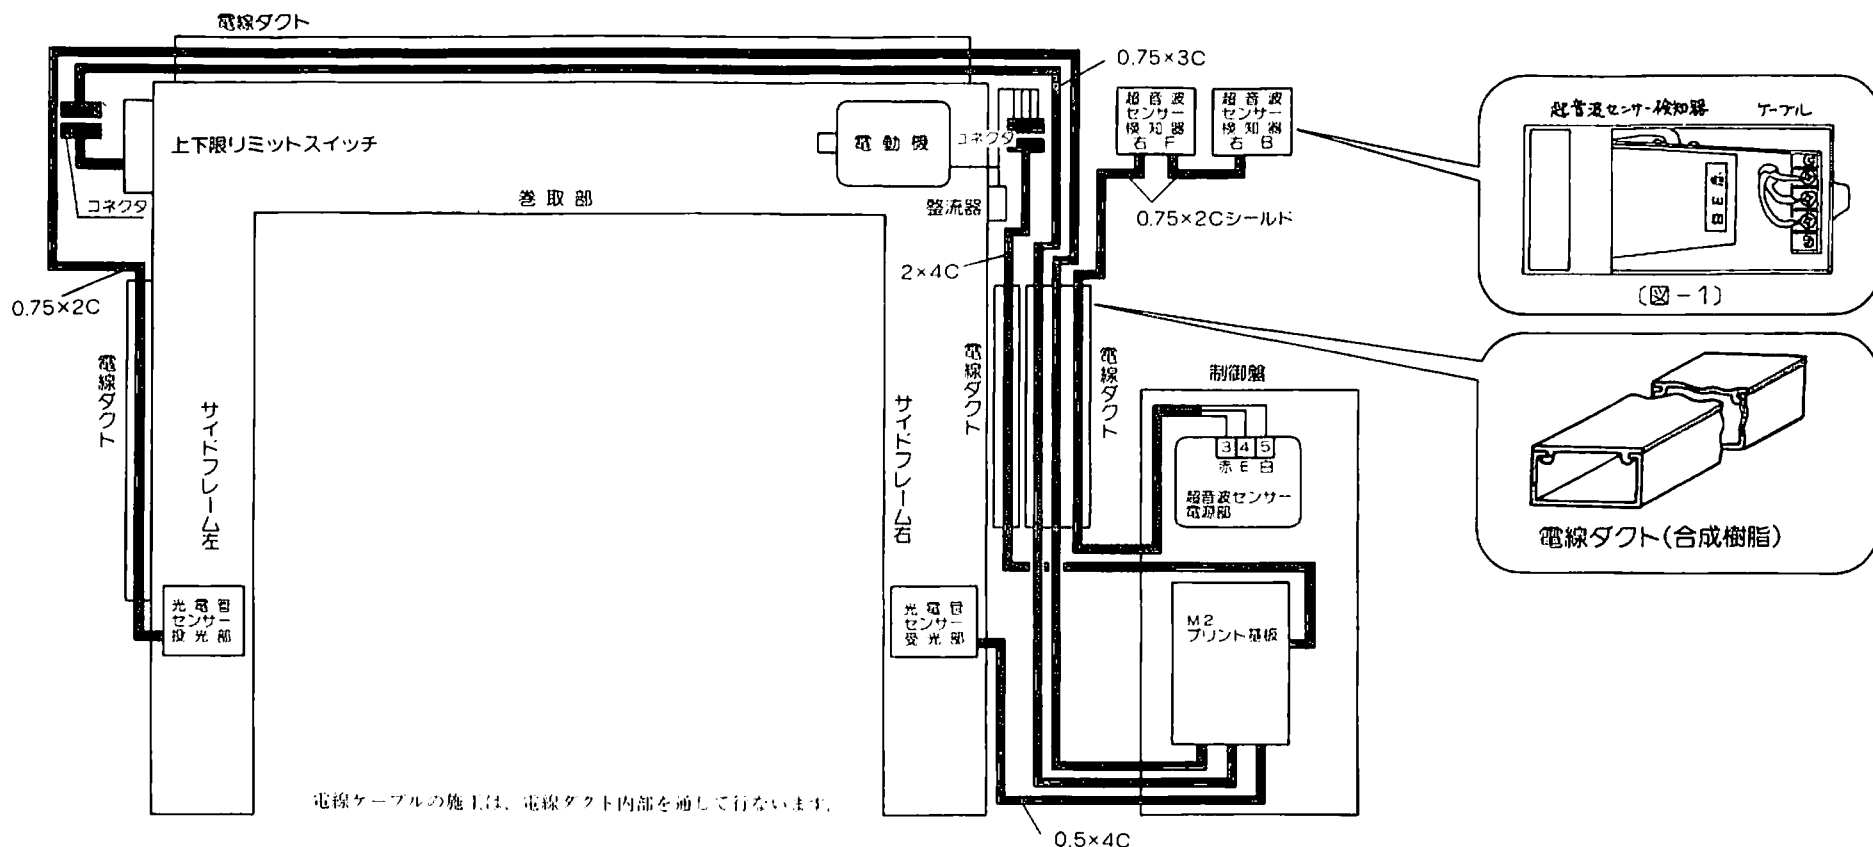 電線ダクト
0.75×3C
超音波
センサー
検知器
右 F
超音波
センサー
検知器
右 B
超音波センサー検知器
ケーブル
上下限リミットスイッチ
電動機
コネクタ
コネクタ
巻取部
整流器
0.75×2Cシールド
2×4C
(図-1)
0.75×2C
電線ダクト
サイドフレーム左
サイドフレーム右
電線ダクト
電線ダクト
制御盤
3 4 5
赤 E 白
超音波センサー
電源部
電線ダクト(合成樹脂)
光電管
センサー
投光部
光電管
センサー
受光部
M2
プリント基板
電線ケーブルの施工は、電線ダクト内部を通して行ないます。
0.5×4C